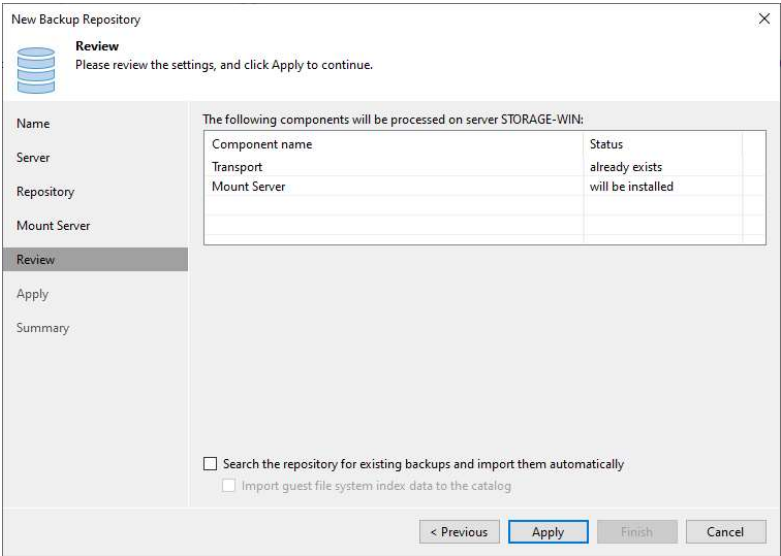 New Backup Repository
Review
Please review the settings, and click Apply to continue.
Name
Server
Repository
Mount Server
Review
Apply
Summary
The following components will be processed on server STORAGE-WIN:
Component name Status
Transport already exists
Mount Server will be installed
Search the repository for existing backups and import them automatically
Import guest file system index data to the catalog
< Previous Apply Finish Cancel